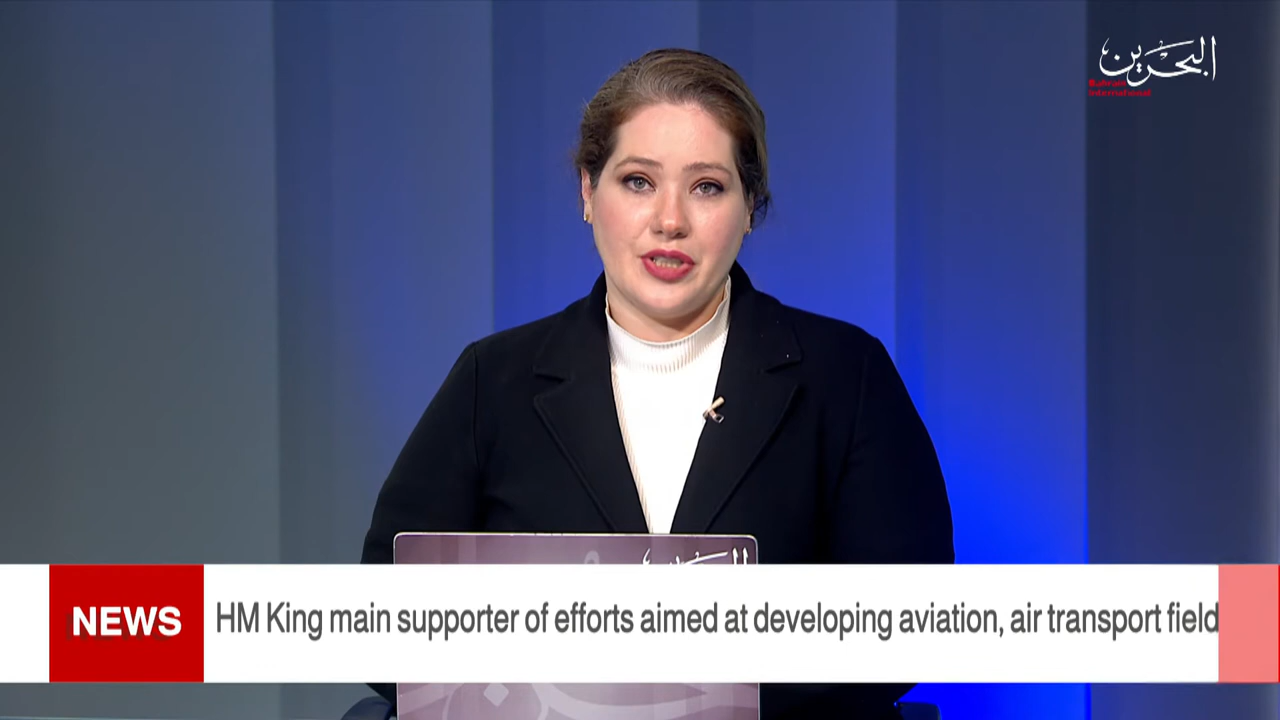 البحرين
Bahrain
International
NEWS
HM King main supporter of efforts aimed at developing aviation, air transport field